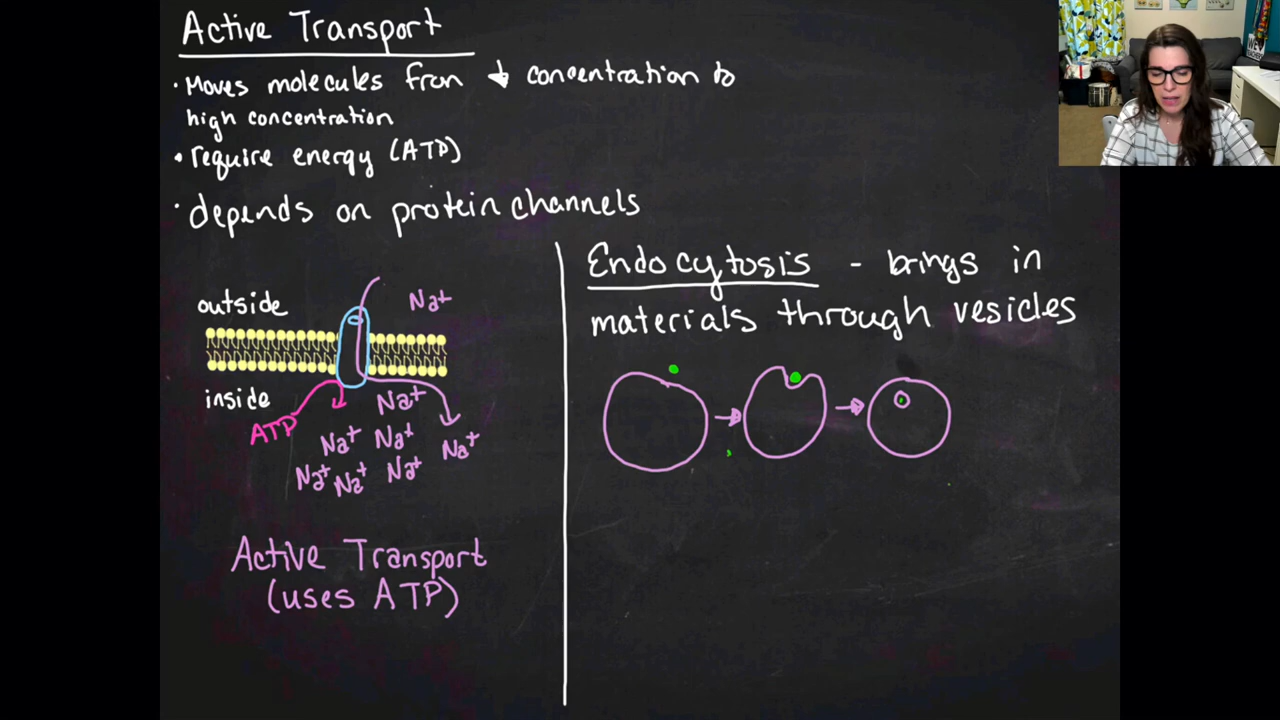 Active Transport
· Moves molecules from ↓ concentration to
high concentration
· require energy (ATP)
· depends on protein channels
outside
Na+
inside
ATP
Na+
Na+ Na+ Na+
Na+ Na+ Na+
Active Transport
(uses ATP)
Endocytosis - brings in
materials through vesicles